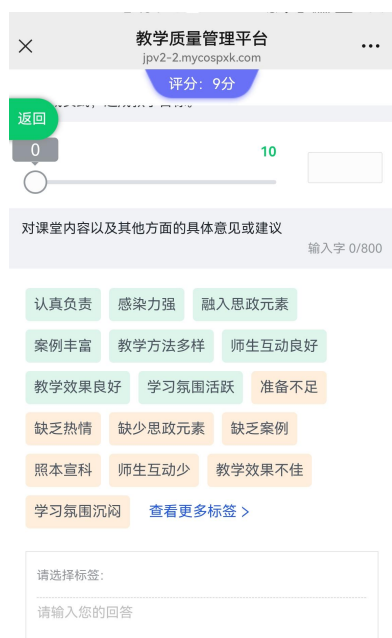 教学质量管理平台
jpv2-2.mycospxk.com
评分：9分
返回
0
10
对课堂内容以及其他方面的具体意见或建议
输入字 0/800
认真负责 感染力强 融入思政元素
案例丰富 教学方法多样 师生互动良好
教学效果良好 学习氛围活跃 准备不足
缺乏热情 缺少思政元素 缺乏案例
照本宣科 师生互动少 教学效果不佳
学习氛围沉闷 查看更多标签 >
请选择标签:
请输入您的回答